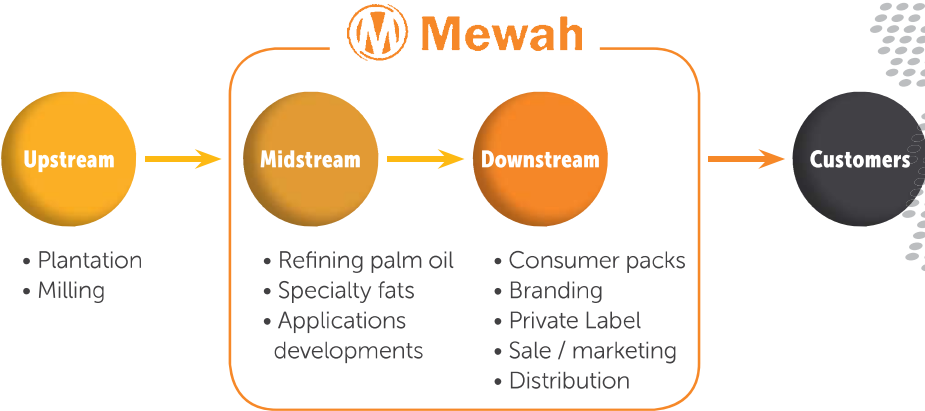 Mewah
Upstream
Midstream
Downstream
Customers
• Plantation
• Milling
• Refining palm oil
• Specialty fats
• Applications
developments
• Consumer packs
• Branding
• Private Label
• Sale / marketing
• Distribution